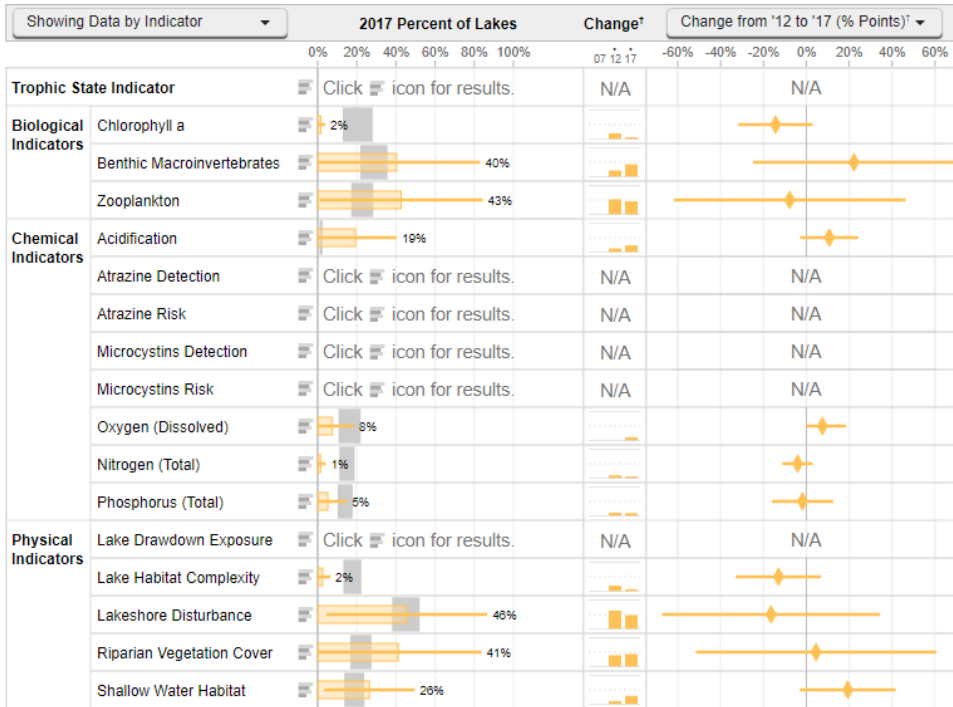 Showing Data by Indicator 2017 Percent of Lakes Change† Change from '12 to '17 (% Points)†
0% 20% 40% 60% 80% 100% 07 12 17 -60% -40% -20% 0% 20% 40% 60%
Trophic State Indicator Click icon for results. N/A N/A
Biological Indicators
Chlorophyll a 2%
Benthic Macroinvertebrates 40%
Zooplankton 43%
Chemical Indicators
Acidification 19%
Atrazine Detection Click icon for results. N/A N/A
Atrazine Risk Click icon for results. N/A N/A
Microcystins Detection Click icon for results. N/A N/A
Microcystins Risk Click icon for results. N/A N/A
Oxygen (Dissolved) 8%
Nitrogen (Total) 1%
Phosphorus (Total) 5%
Physical Indicators
Lake Drawdown Exposure Click icon for results. N/A N/A
Lake Habitat Complexity 2%
Lakeshore Disturbance 46%
Riparian Vegetation Cover 41%
Shallow Water Habitat 26%